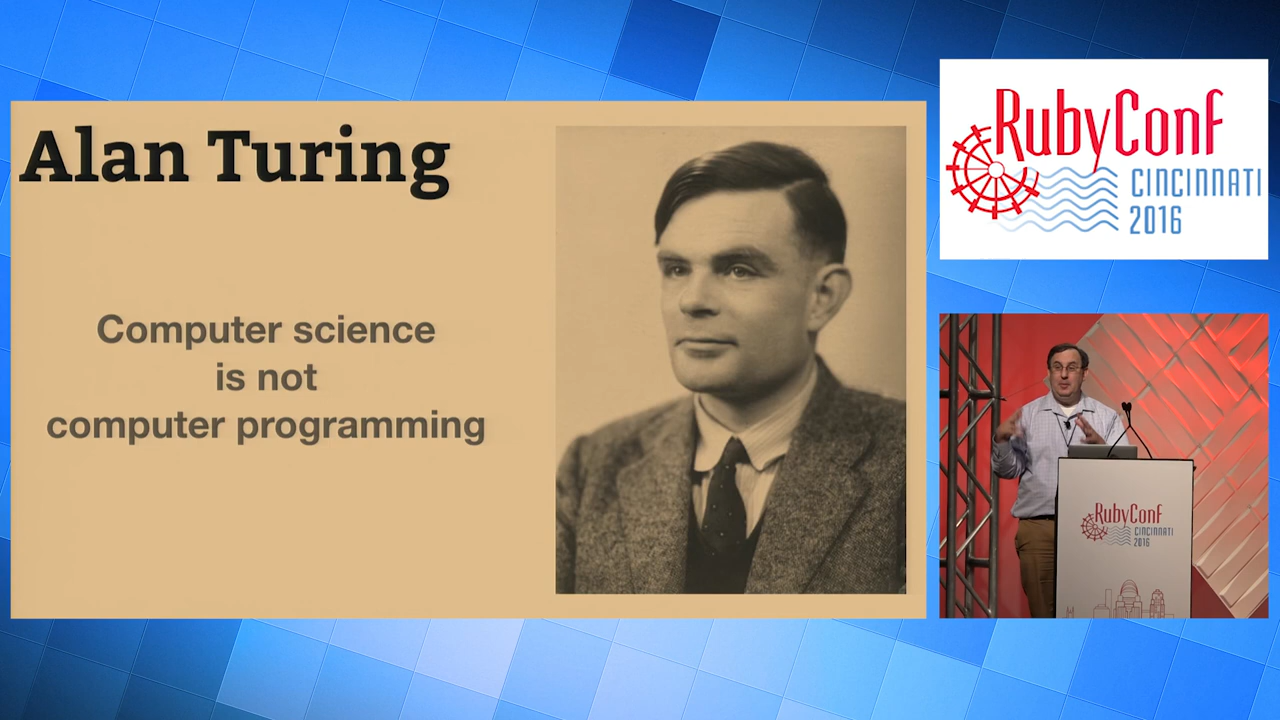 Alan Turing
Computer science
is not
computer programming
RubyConf
CINCINNATI
2016
RubyConf
CINCINNATI
2016